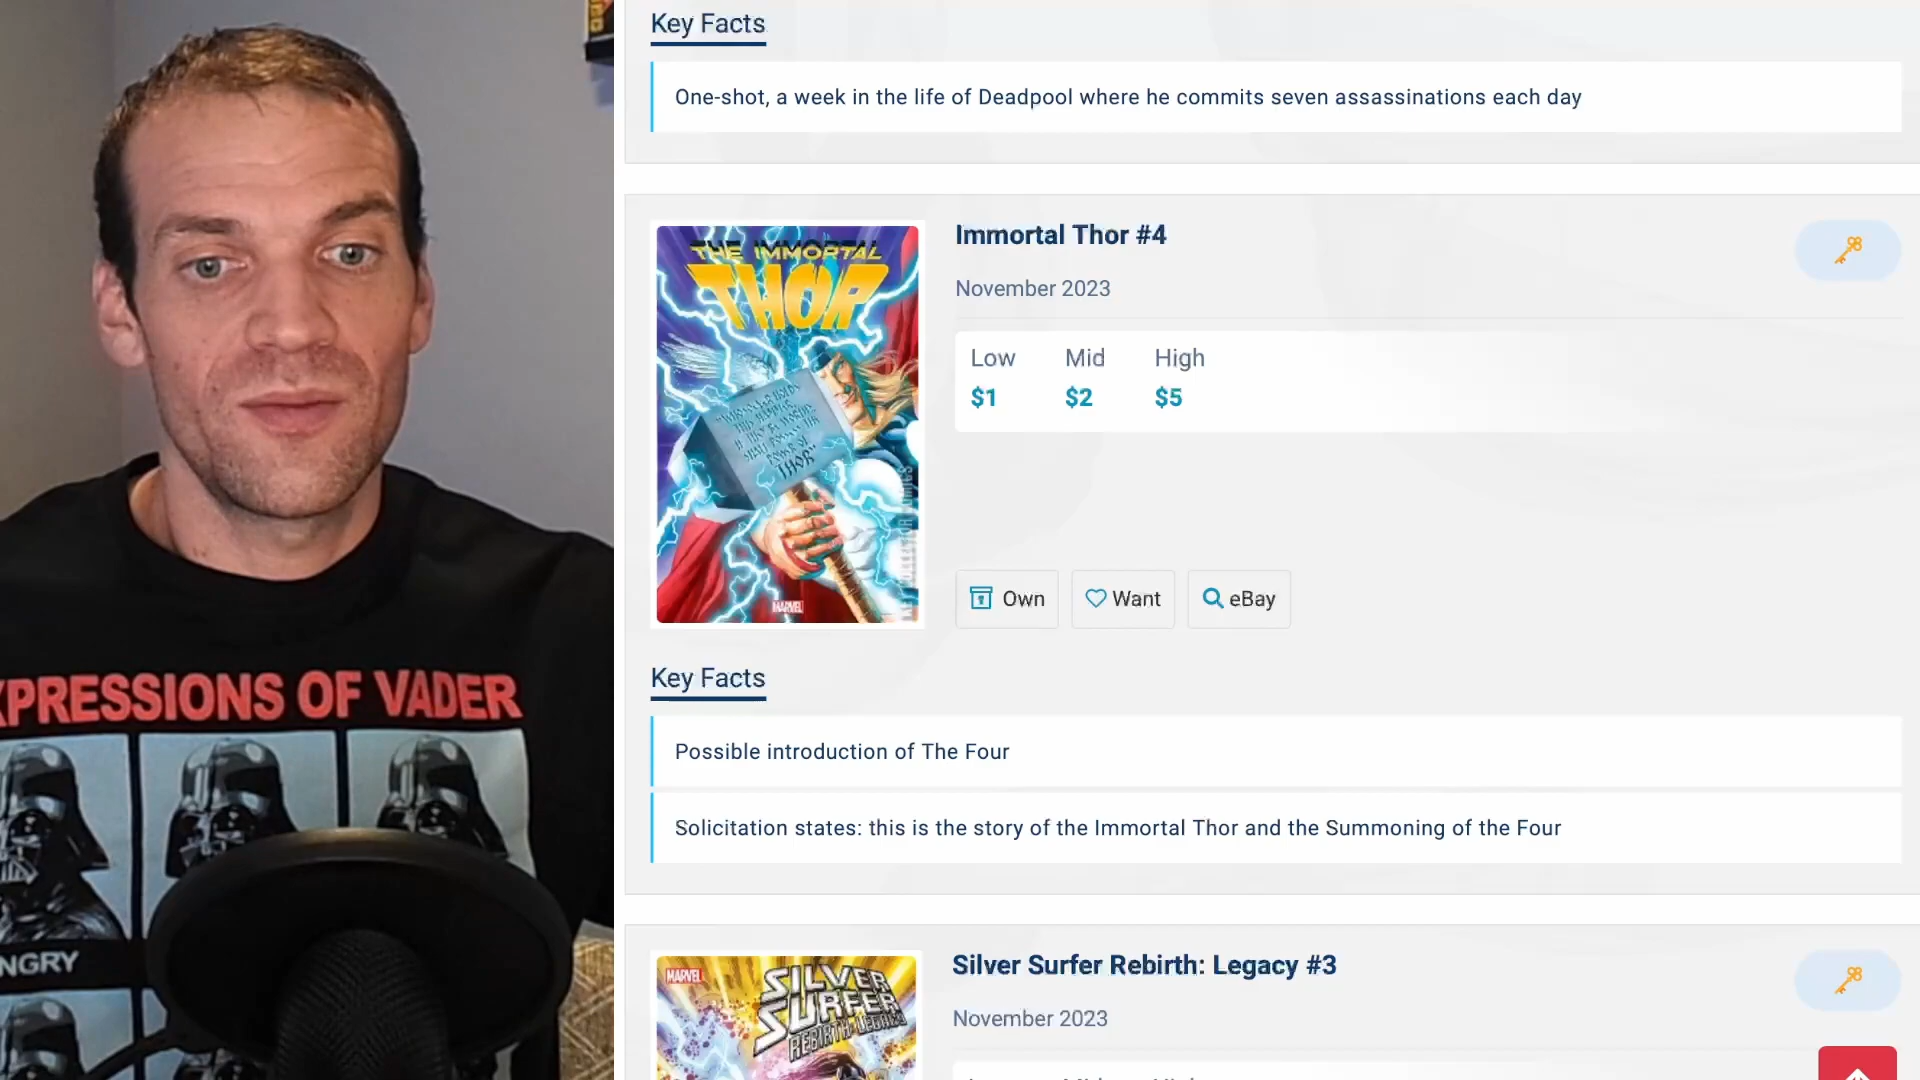 Key Facts
One-shot, a week in the life of Deadpool where he commits seven assassinations each day
Immortal Thor #4
November 2023
Low Mid High
$1 $2 $5
THE IMMORTAL
THOR
THOR
MARVEL
Own
Want
eBay
Key Facts
Possible introduction of The Four
Solicitation states: this is the story of the Immortal Thor and the Summoning of the Four
Silver Surfer Rebirth: Legacy #3
November 2023
MARVEL
SILVER
SURFER
REBIRTH: LEGACY
XPRESSIONS OF VADER
NGRY